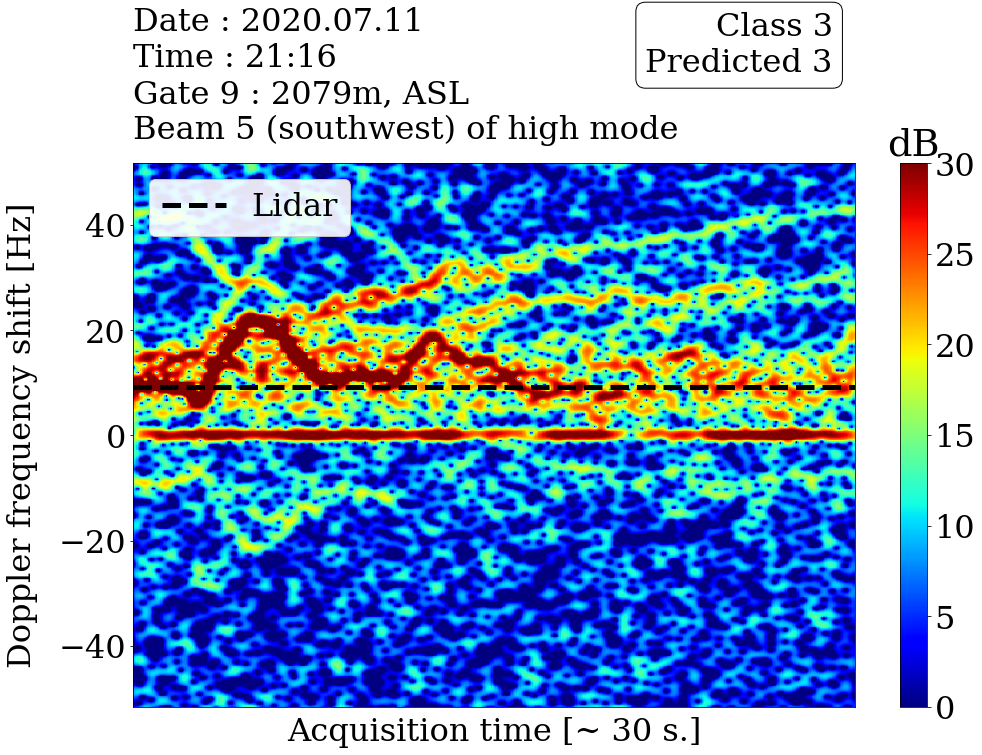 Date : 2020.07.11
Time : 21:16
Gate 9 : 2079m, ASL
Beam 5 (southwest) of high mode
Class 3
Predicted 3
dB
Lidar
Doppler frequency shift [Hz]
40
20
0
−20
−40
30
25
20
15
10
5
0
Acquisition time [~ 30 s.]